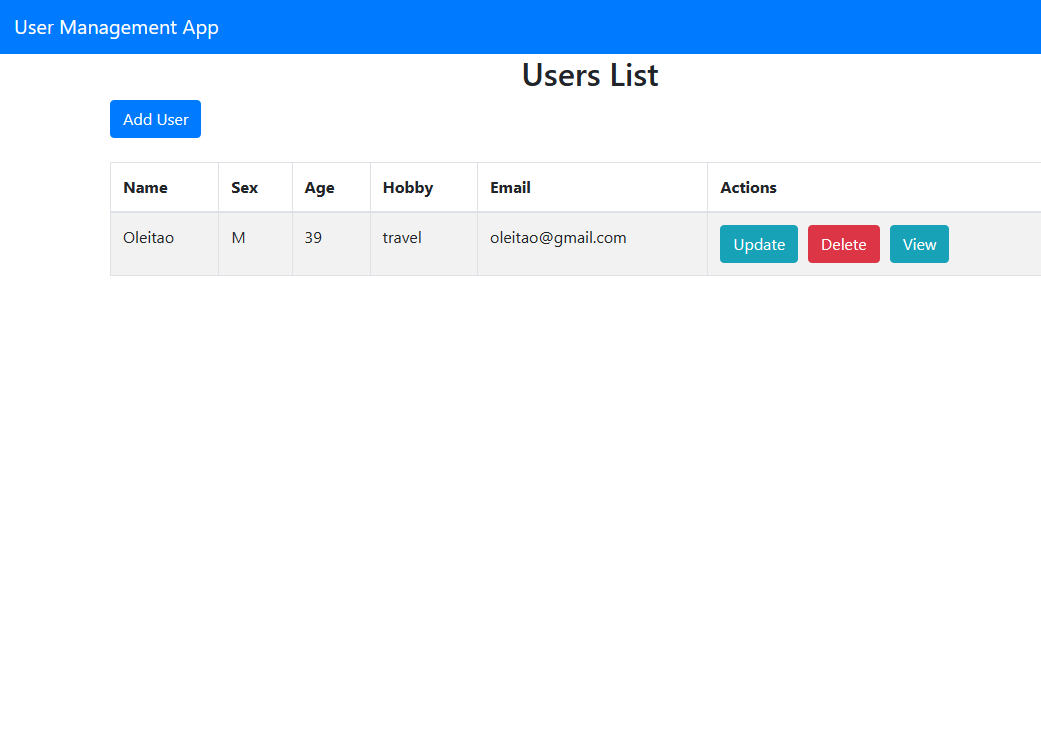 User Management App
Users List
Add User
Name Sex Age Hobby Email Actions
Oleitao M 39 travel oleitao@gmail.com Update Delete View